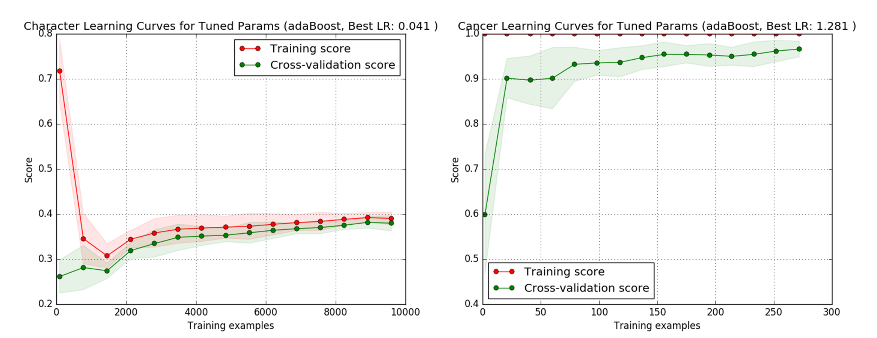 Character Learning Curves for Tuned Params (adaBoost, Best LR: 0.041 )
0.8
0.7
0.6
0.5
0.4
0.3
0.2
Score
Training score
Cross-validation score
0
2000
4000
6000
8000
10000
Training examples
Cancer Learning Curves for Tuned Params (adaBoost, Best LR: 1.281 )
1.0
0.9
0.8
0.7
0.6
0.5
0.4
Score
Training score
Cross-validation score
0
50
100
150
200
250
300
Training examples